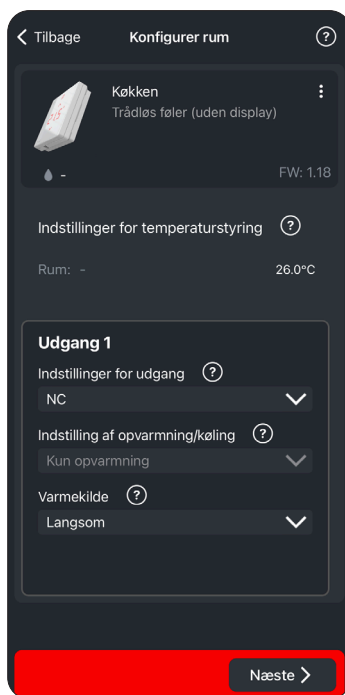 Tilbage
Konfigurer rum
?
Køkken
Trådløs føler (uden display)
-
FW: 1.18
Indstillinger for temperaturstyring ?
Rum: -
26.0°C
Udgang 1
Indstillinger for udgang ?
NC
Indstilling af opvarmning/køling ?
Kun opvarmning
Varmekilde ?
Langsom
Næste